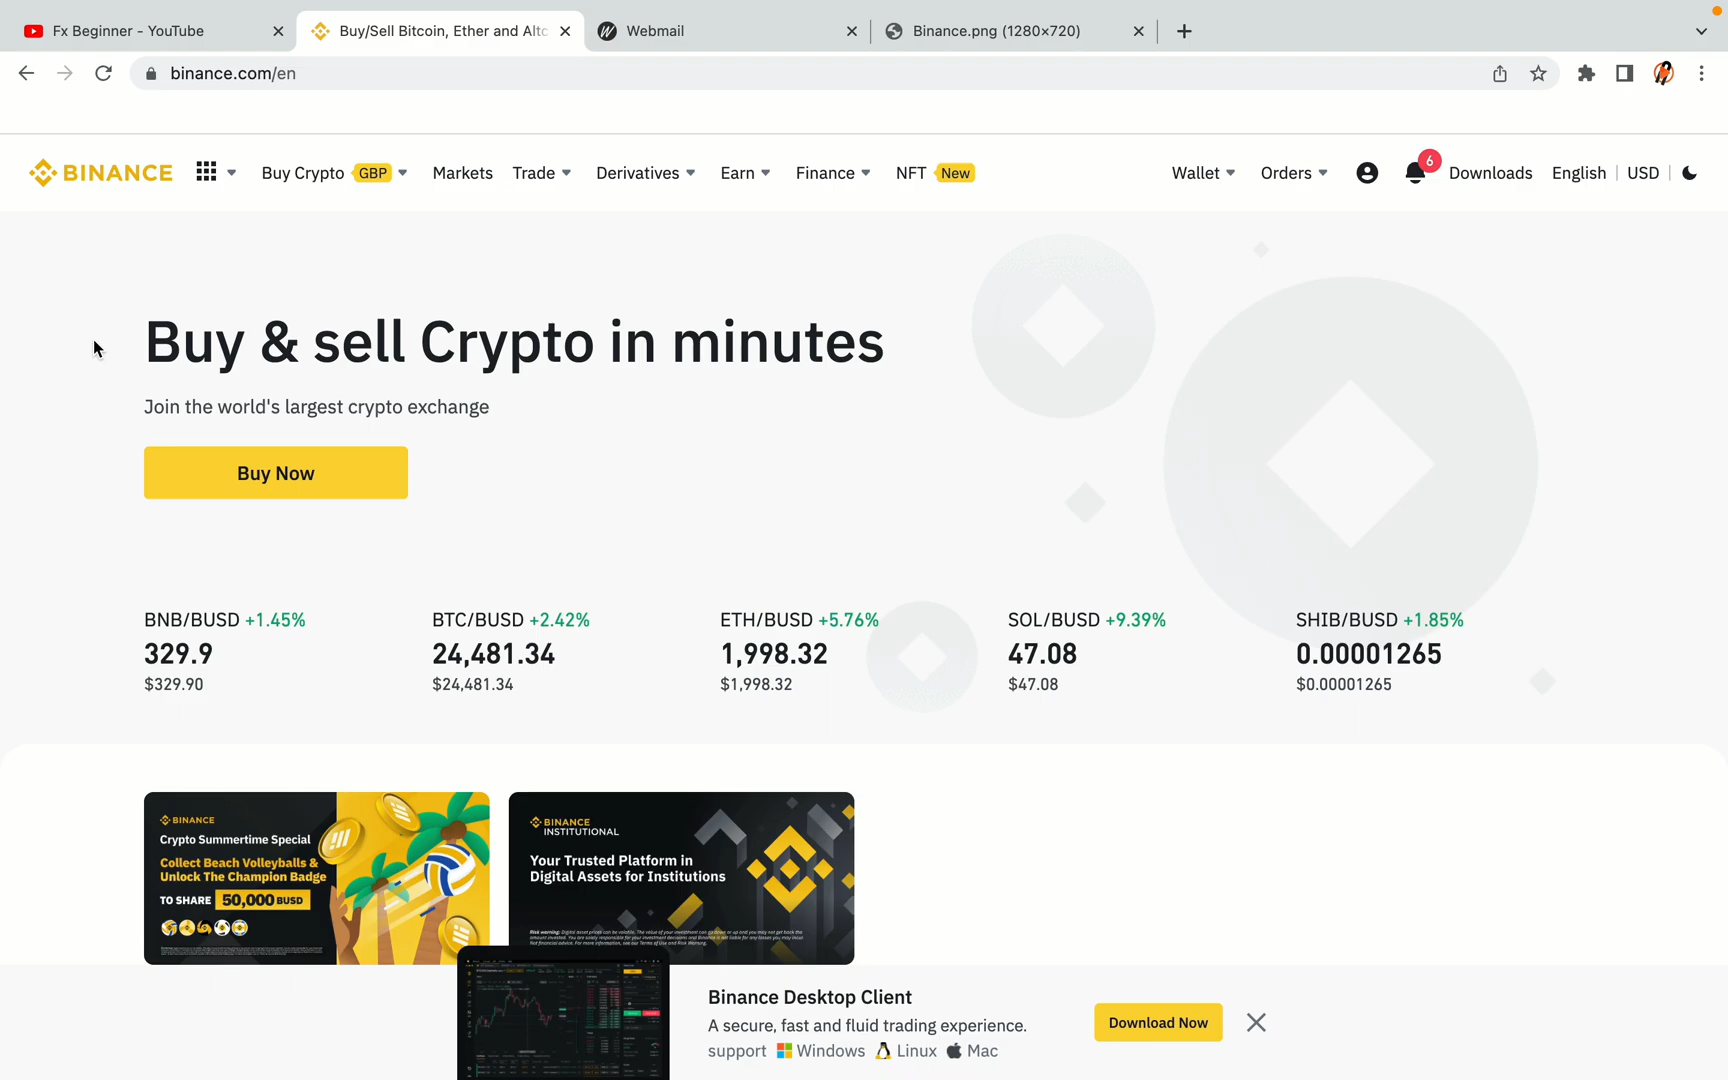 Fx Beginner - YouTube
Buy/Sell Bitcoin, Ether and Altc
Webmail
Binance.png (1280×720)
binance.com/en
BINANCE
Buy Crypto GBP
Markets
Trade
Derivatives
Earn
Finance
NFT New
Wallet
Orders
6
Downloads
English
USD
Buy & sell Crypto in minutes
Join the world's largest crypto exchange
Buy Now
BNB/BUSD +1.45%
329.9
$329.90
BTC/BUSD +2.42%
24,481.34
$24,481.34
ETH/BUSD +5.76%
1,998.32
$1,998.32
SOL/BUSD +9.39%
47.08
$47.08
SHIB/BUSD +1.85%
0.00001265
$0.00001265
BINANCE
Crypto Summertime Special
Collect Beach Volleyballs &
Unlock The Champion Badge
TO SHARE 50,000 BUSD
BINANCE
INSTITUTIONAL
Your Trusted Platform in
Digital Assets for Institutions
Binance Desktop Client
A secure, fast and fluid trading experience.
support Windows Linux Mac
Download Now